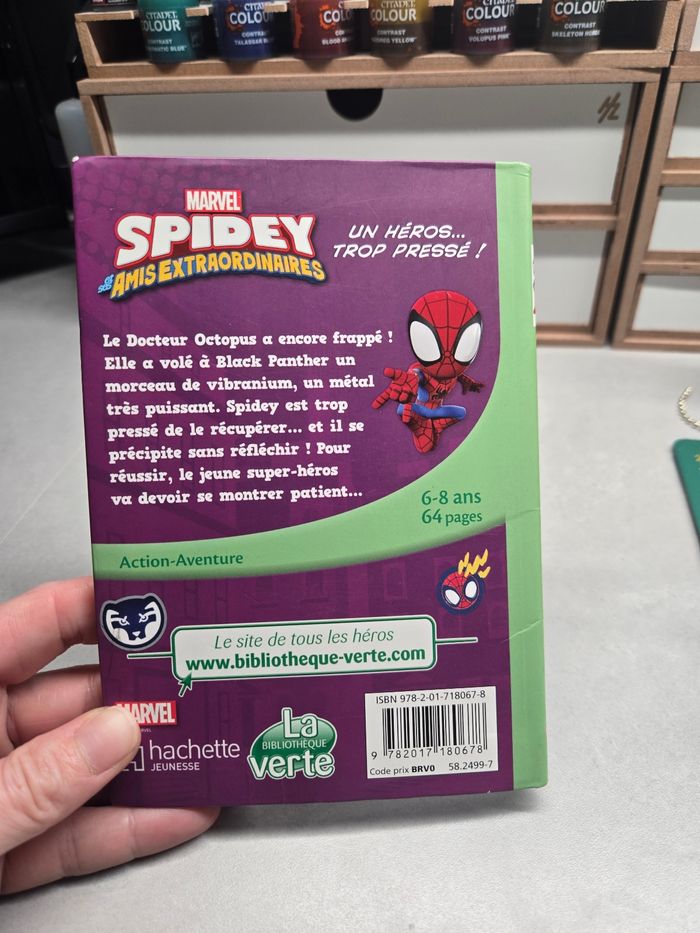 CITADEL
COLOUR
CONTRAST
CITADEL
COLOUR
CONTRAST
TALASSAR BLUE
COLOUR
CONTRAST
CITADEL
COLOUR
CONTRAST
YELLOW
CITADEL
COLOUR
CONTRAST
VOLUPUS PINK
COLOUR
CONTRAST
SKELETON HORDE
MARVEL
SPIDEY
et ses
AMIS EXTRAORDINAIRES
UN HÉROS...
TROP PRESSÉ !
Le Docteur Octopus a encore frappé !
Elle a volé à Black Panther un
morceau de vibranium, un métal
très puissant. Spidey est trop
pressé de le récupérer... et il se
précipite sans réfléchir ! Pour
réussir, le jeune super-héros
va devoir se montrer patient...
6-8 ans
64 pages
Action-Aventure
Le site de tous les héros
www.bibliotheque-verte.com
MARVEL
hachette
JEUNESSE
La
BIBLIOTHÈQUE
verte
ISBN 978-2-01-718067-8
9 782017 180678
Code prix BRV0 58.2499-7